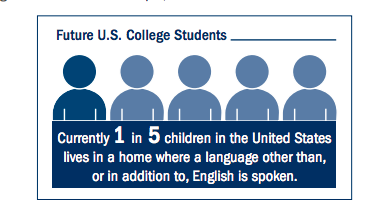 Future U.S. College Students
Currently 1 in 5 children in the United States
lives in a home where a language other than,
or in addition to, English is spoken.